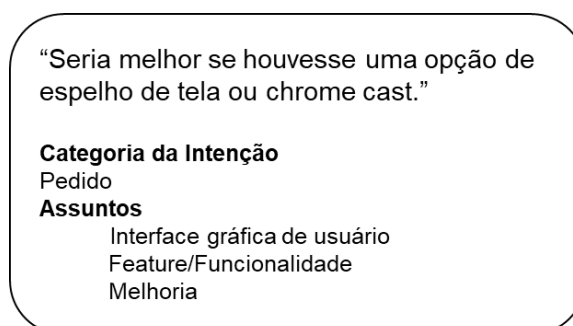 “Seria melhor se houvesse uma opção de
espelho de tela ou chrome cast.”
Categoria da Intenção
Pedido
Assuntos
Interface gráfica de usuário
Feature/Funcionalidade
Melhoria